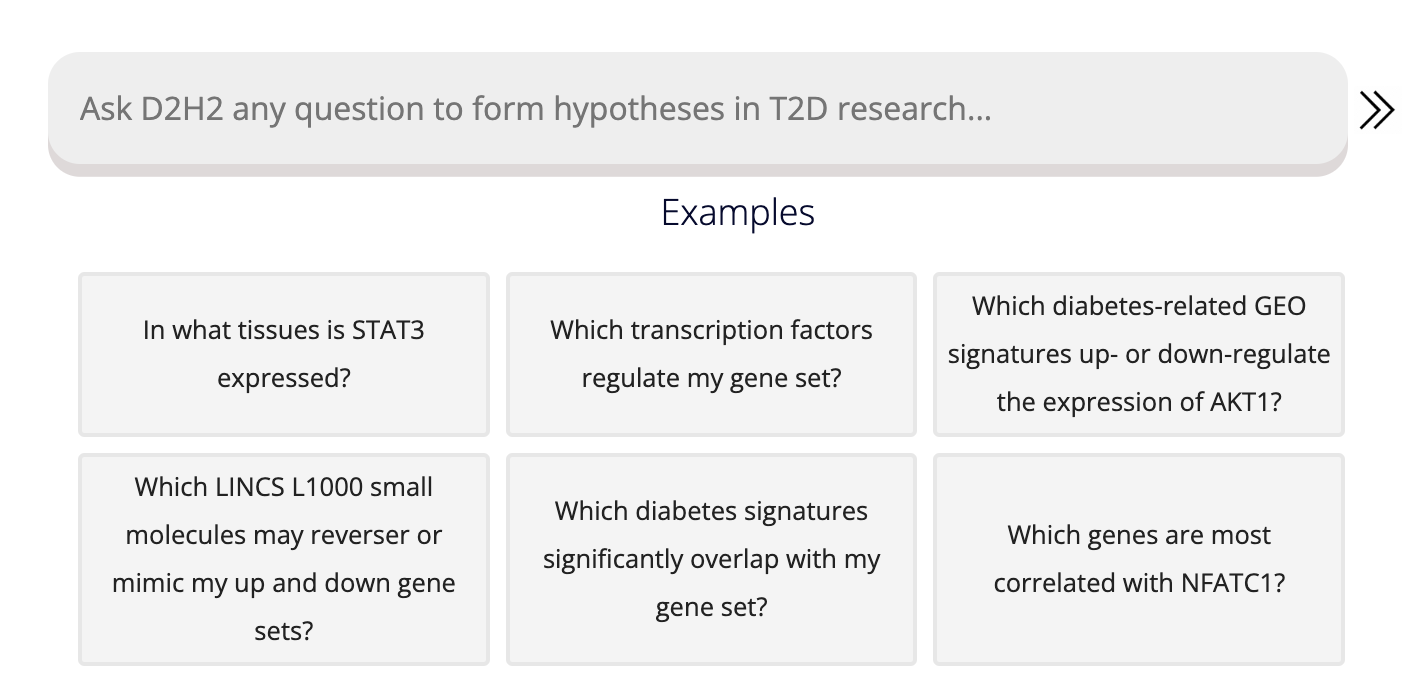 Ask D2H2 any question to form hypotheses in T2D research...
Examples
In what tissues is STAT3
expressed?
Which transcription factors
regulate my gene set?
Which diabetes-related GEO
signatures up- or down-regulate
the expression of AKT1?
Which LINCS L1000 small
molecules may reverser or
mimic my up and down gene
sets?
Which diabetes signatures
significantly overlap with my
gene set?
Which genes are most
correlated with NFATC1?